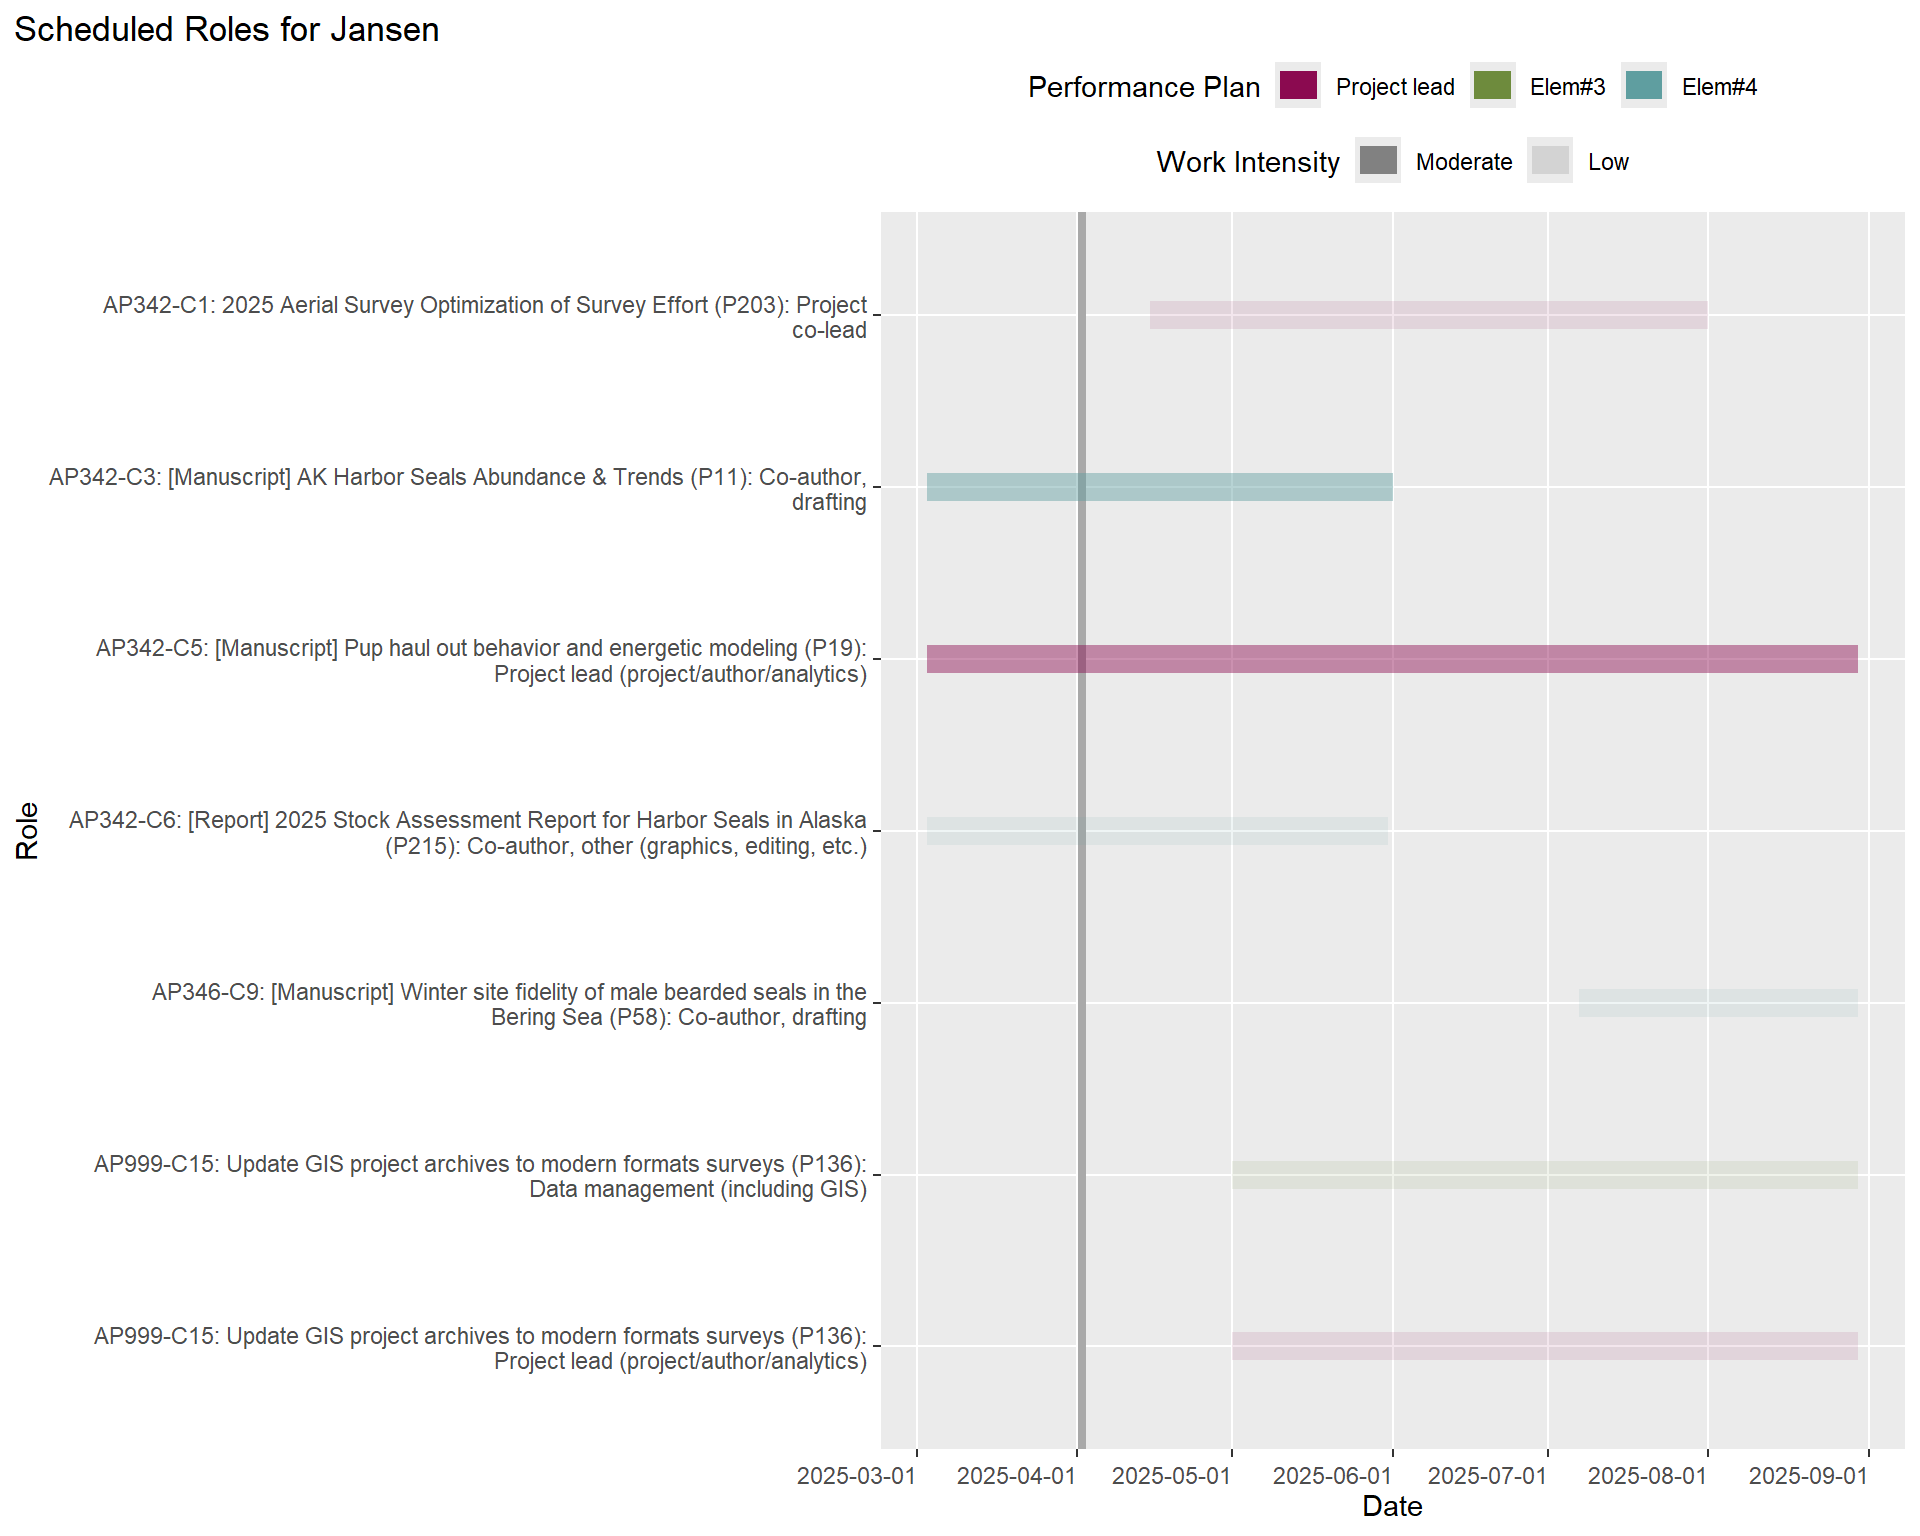 Scheduled Roles for Jansen
Performance Plan Project lead Elem#3 Elem#4
Work Intensity Moderate Low
AP342-C1: 2025 Aerial Survey Optimization of Survey Effort (P203): Project
co-lead
AP342-C3: [Manuscript] AK Harbor Seals Abundance & Trends (P11): Co-author,
drafting
AP342-C5: [Manuscript] Pup haul out behavior and energetic modeling (P19):
Project lead (project/author/analytics)
AP342-C6: [Report] 2025 Stock Assessment Report for Harbor Seals in Alaska
(P215): Co-author, other (graphics, editing, etc.)
AP346-C9: [Manuscript] Winter site fidelity of male bearded seals in the
Bering Sea (P58): Co-author, drafting
AP999-C15: Update GIS project archives to modern formats surveys (P136):
Data management (including GIS)
AP999-C15: Update GIS project archives to modern formats surveys (P136):
Project lead (project/author/analytics)
Role
2025-03-01 2025-04-01 2025-05-01 2025-06-01 2025-07-01 2025-08-01 2025-09-01
Date